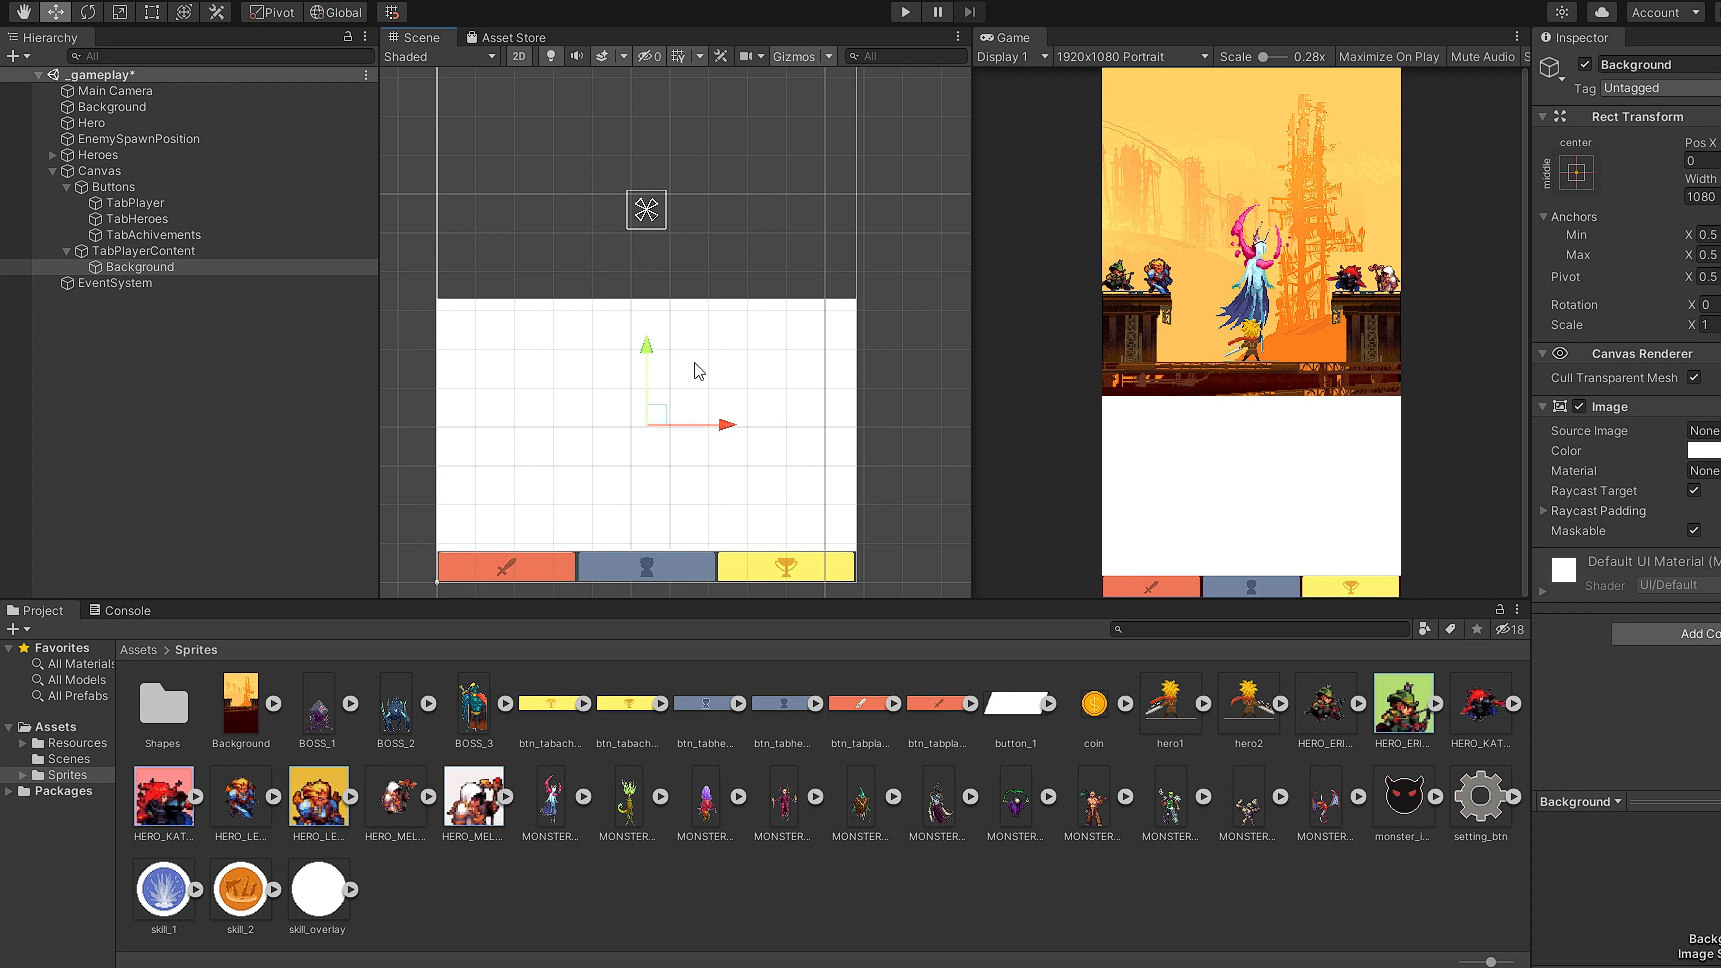 Pivot Global Account
Hierarchy
All
_gameplay*
Main Camera
Background
Hero
EnemySpawnPosition
Heroes
Canvas
Buttons
TabPlayer
TabHeroes
TabAchivements
TabPlayerContent
Background
EventSystem
Scene Asset Store
Shaded 2D 0 Gizmos All
Game
Display 1 1920x1080 Portrait Scale 0.28x Maximize On Play Mute Audio S
Inspector
Background
Tag Untagged
Rect Transform
center
middle
Pos X
0
Width
1080
Anchors
Min X 0.5
Max X 0.5
Pivot X 0.5
Rotation X 0
Scale X 1
Canvas Renderer
Cull Transparent Mesh
Image
Source Image None
Color
Material None
Raycast Target
Raycast Padding
Maskable
Default UI Material (M
Shader UI/Default
Add Co
Background
Backg
Image S
Project Console
18
Favorites
All Materials
All Models
All Prefabs
Assets
Resources
Scenes
Sprites
Packages
Assets > Sprites
Shapes Background BOSS_1 BOSS_2 BOSS_3 btn_tabach... btn_tabach... btn_tabhe... btn_tabhe... btn_tabpla... btn_tabpla... button_1 coin hero1 hero2 HERO_ERI... HERO_ERI... HERO_KAT...
HERO_KAT... HERO_LE... HERO_LE... HERO_MEL... HERO_MEL... MONSTER... MONSTER... MONSTER... MONSTER... MONSTER... MONSTER... MONSTER... MONSTER... MONSTER... MONSTER... MONSTER... monster_i... setting_btn
skill_1 skill_2 skill_overlay